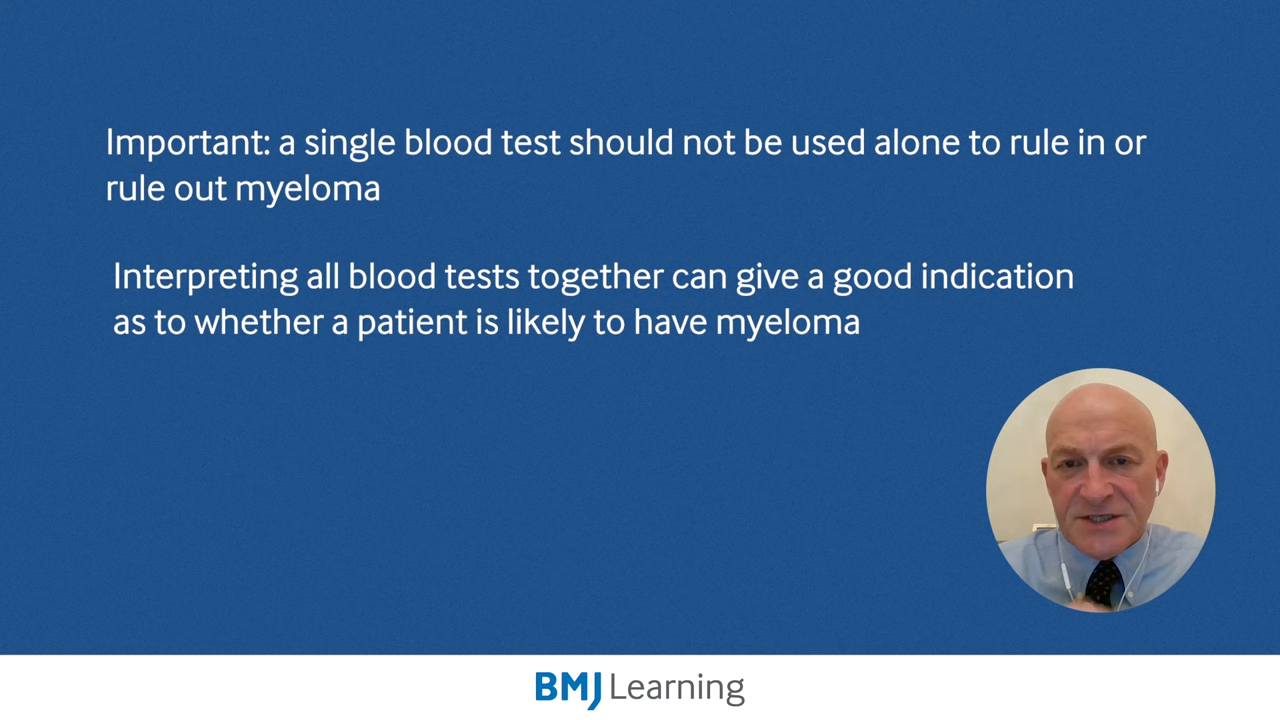 Important: a single blood test should not be used alone to rule in or
rule out myeloma
Interpreting all blood tests together can give a good indication
as to whether a patient is likely to have myeloma
BMJ Learning